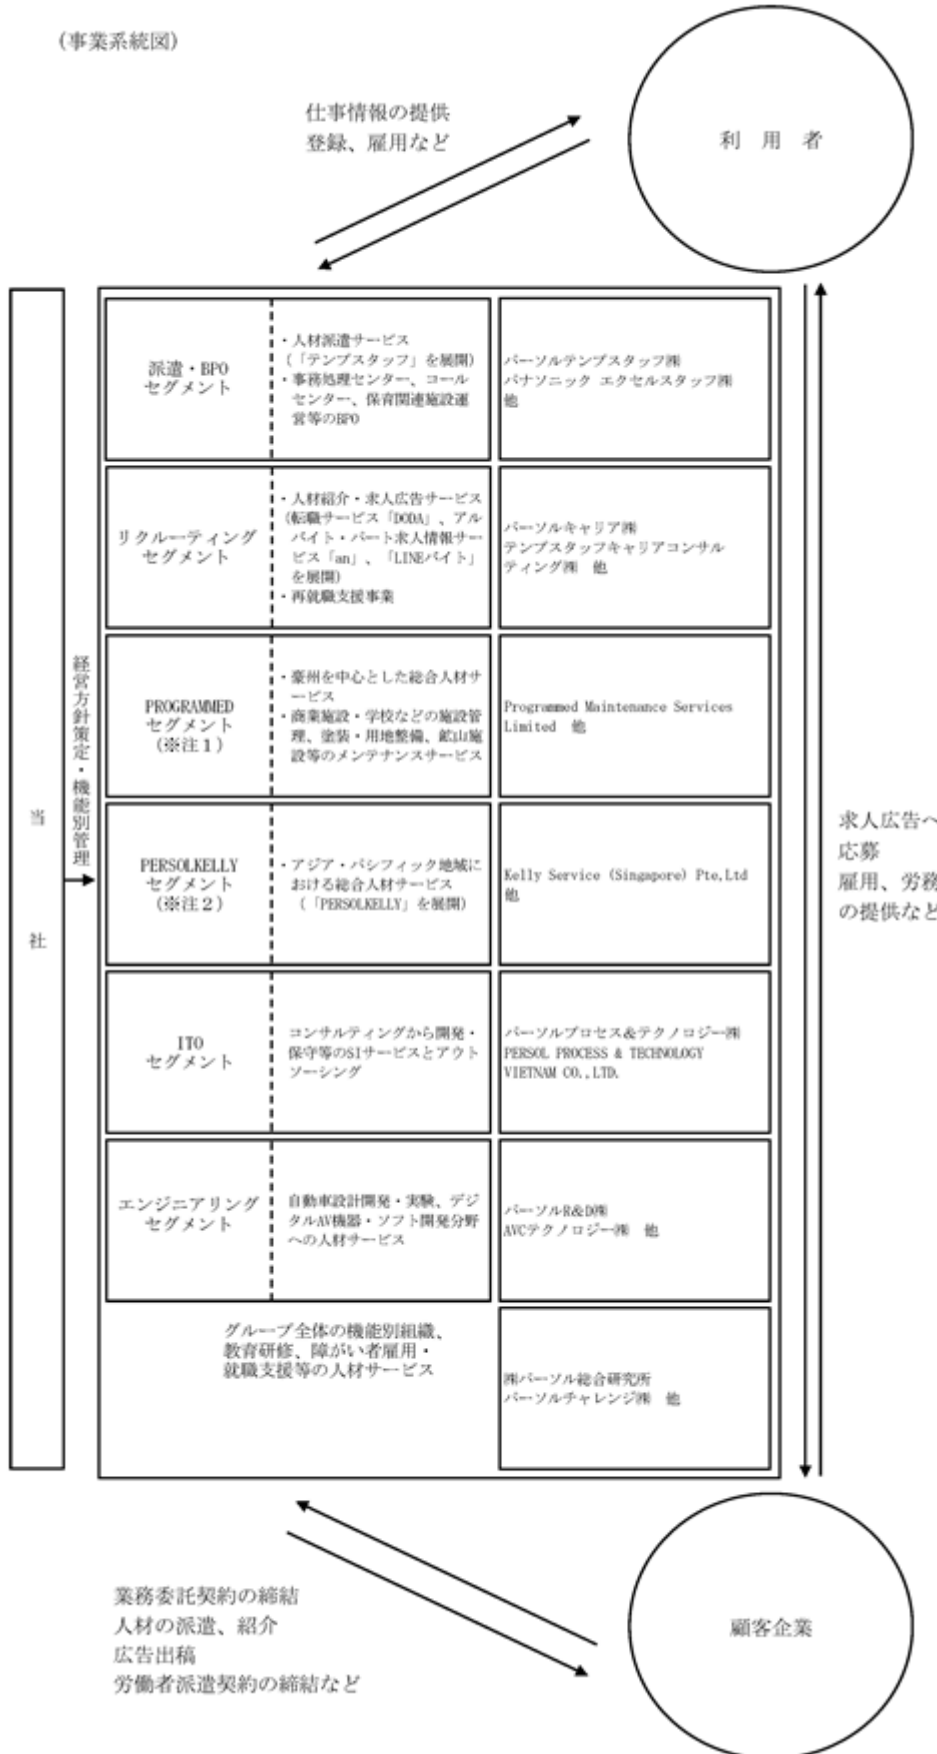 (事業系統図)
仕事情報の提供
登録、雇用など
利　用　者
派遣・BPO
セグメント
・人材派遣サービス
(「テンプスタッフ」を展開)
・事務処理センター、コール
センター、保育関連施設運
営等のBPO
パーソルテンプスタッフ㈱
パナソニック エクセルスタッフ㈱
他
リクルーティング
セグメント
・人材紹介・求人広告サービス
(転職サービス「DODA」、アル
バイト・パート求人情報サー
ビス「an」、「LINEバイト」
を展開)
・再就職支援事業
パーソルキャリア㈱
テンプスタッフキャリアコンサル
ティング㈱　他
PROGRAMMED
セグメント
(※注１)
・豪州を中心とした総合人材サ
ービス
・商業施設・学校などの施設管
理、塗装・用地整備、鉱山施
設等のメンテナンスサービス
Programmed Maintenance Services
Limited　他
経営方針策定・機能別管理
当社
PERSOLKELLY
セグメント
(※注２)
・アジア・パシフィック地域に
おける総合人材サービス
(「PERSOLKELLY」を展開)
Kelly Service (Singapore) Pte,Ltd
他
求人広告へ
応募
雇用、労務
の提供など
ITO
セグメント
コンサルティングから開発・
保守等のSIサービスとアウト
ソーシング
パーソルプロセス&テクノロジー㈱
PERSOL PROCESS & TECHNOLOGY
VIETNAM CO.,LTD.
エンジニアリング
セグメント
自動車設計開発・実験、デジ
タルAV機器・ソフト開発分野
への人材サービス
パーソルR&D㈱
AVCテクノロジー㈱　他
グループ全体の機能別組織、
教育研修、障がい者雇用・
就職支援等の人材サービス
㈱パーソル総合研究所
パーソルチャレンジ㈱　他
業務委託契約の締結
人材の派遣、紹介
広告出稿
労働者派遣契約の締結など
顧客企業